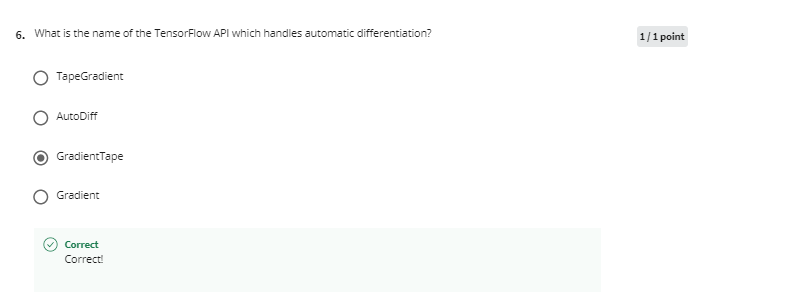 6. What is the name of the TensorFlow API which handles automatic differentiation?
1 / 1 point
TapeGradient
AutoDiff
GradientTape
Gradient
Correct
Correct!